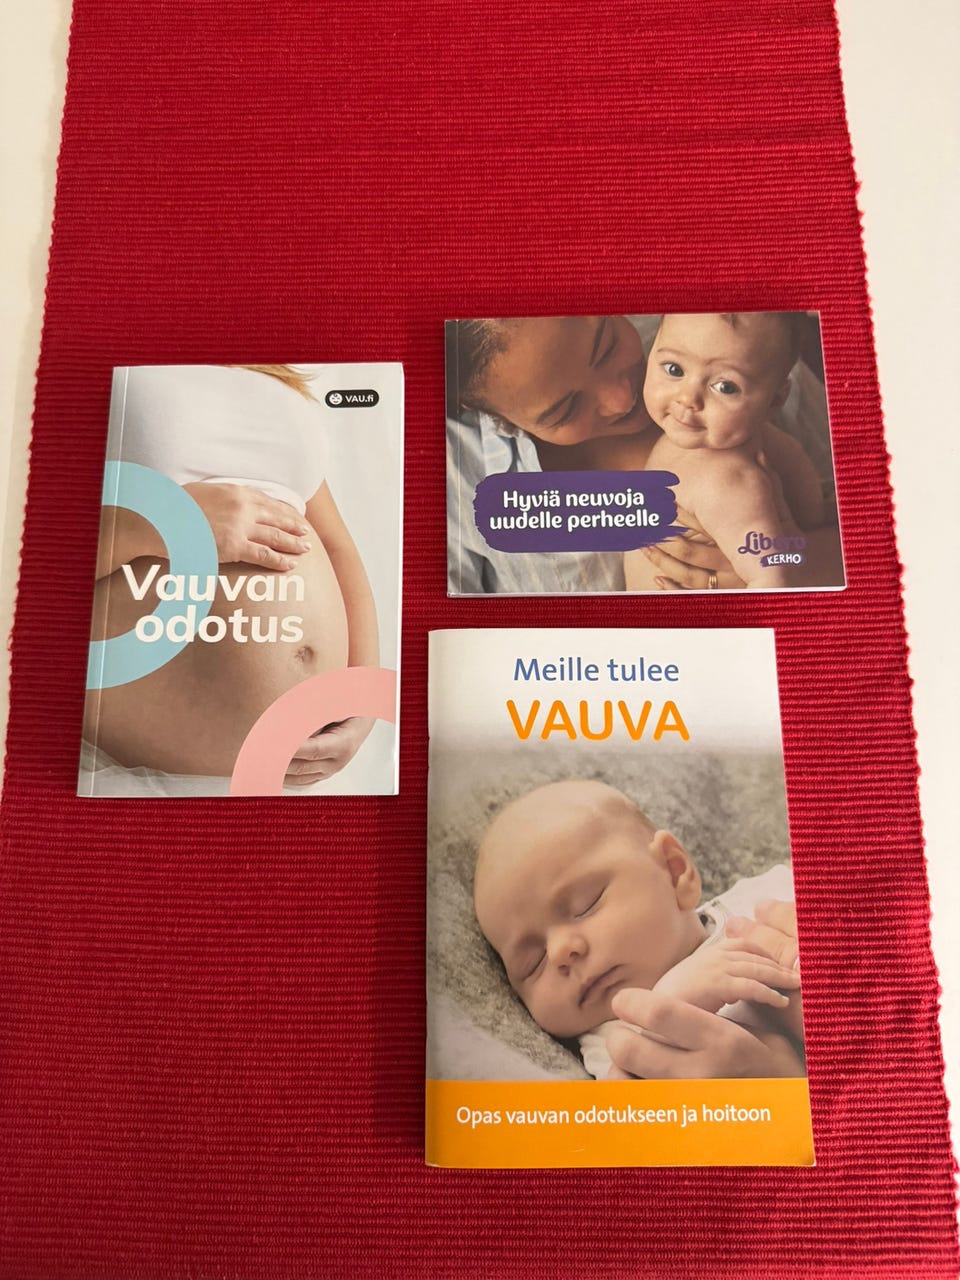 VAU.fi
Vauvan
odotus
Hyviä neuvoja
uudelle perheelle
Libero
KERHO
Meille tulee
VAUVA
Opas vauvan odotukseen ja hoitoon